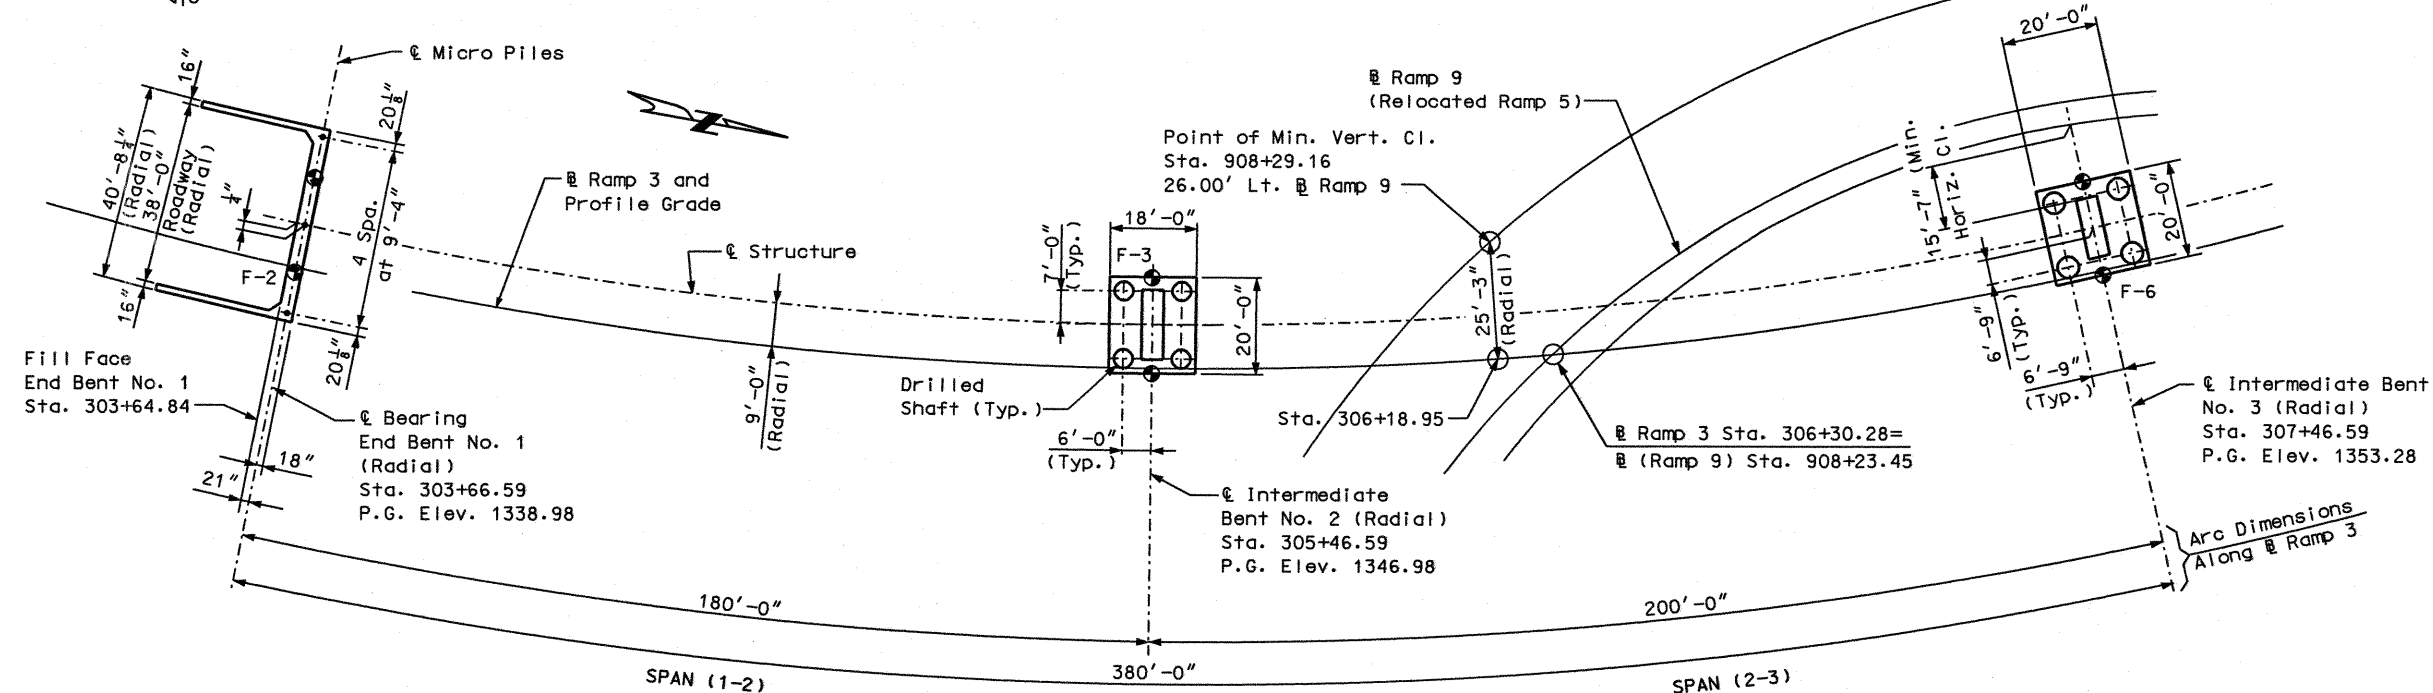 ℄ Micro Piles
16"
20⅛"
40'-8¼"
(Radial)
38'-0"
Roadway
(Radial)
¼"
4 Spa.
at 9'-4"
F-2
16"
20⅛"
Fill Face
End Bent No. 1
Sta. 303+64.84
℄ Bearing
End Bent No. 1
(Radial)
Sta. 303+66.59
P.G. Elev. 1338.98
18"
21"
N
℄ Structure
Ramp 3 and
Profile Grade
9'-0"
(Radial)
7'-0"
(Typ.)
18'-0"
F-3
20'-0"
Drilled
Shaft (Typ.)
6'-0"
(Typ.)
℄ Intermediate
Bent No. 2 (Radial)
Sta. 305+46.59
P.G. Elev. 1346.98
Ramp 9
(Relocated Ramp 5)
Point of Min. Vert. Cl.
Sta. 908+29.16
26.00' Lt. Ramp 9
25'-3"
(Radial)
Sta. 306+18.95
Ramp 3 Sta. 306+30.28=
(Ramp 9) Sta. 908+23.45
20'-0"
15'-7" (Min.
Horiz. Cl.
20'-0"
F-6
6'-9"
(Typ.)
6'-9"
(Typ.)
℄ Intermediate Bent
No. 3 (Radial)
Sta. 307+46.59
P.G. Elev. 1353.28
Arc Dimensions
Along Ramp 3
180'-0"
200'-0"
380'-0"
SPAN (1-2)
SPAN (2-3)